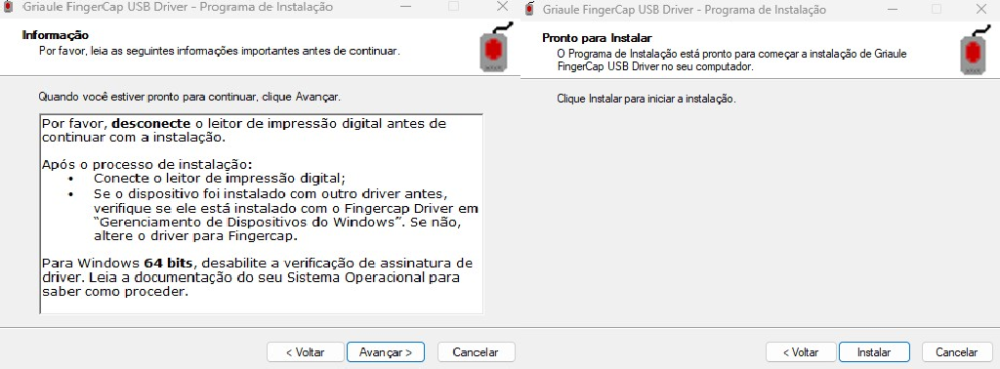 Griaule FingerCap USB Driver - Programa de Instalação
Informação
Por favor, leia as seguintes informações importantes antes de continuar.
Quando você estiver pronto para continuar, clique Avançar.
Por favor, desconecte o leitor de impressão digital antes de
continuar com a instalação.
Após o processo de instalação:
• Conecte o leitor de impressão digital;
• Se o dispositivo foi instalado com outro driver antes,
verifique se ele está instalado com o Fingercap Driver em
“Gerenciamento de Dispositivos do Windows”. Se não,
altere o driver para Fingercap.
Para Windows 64 bits, desabilite a verificação de assinatura de
driver. Leia a documentação do seu Sistema Operacional para
saber como proceder.
< Voltar
Avançar >
Cancelar
Griaule FingerCap USB Driver - Programa de Instalação
Pronto para Instalar
O Programa de Instalação está pronto para começar a instalação de Griaule
FingerCap USB Driver no seu computador.
Clique Instalar para iniciar a instalação.
< Voltar
Instalar
Cancelar